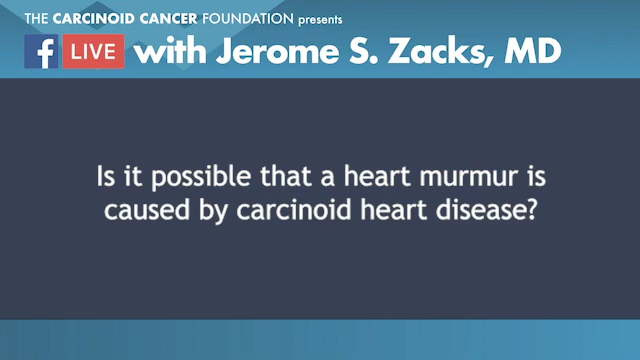 THE CARCINOID CANCER FOUNDATION presents
f LIVE with Jerome S. Zacks, MD
Is it possible that a heart murmur is
caused by carcinoid heart disease?